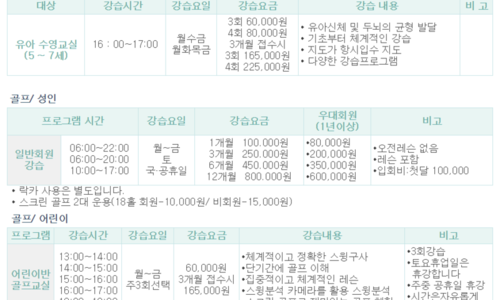 대상 강습시간 강습요일 강습요금 강습 내용 비 고
유아 수영교실
(5 ~ 7세)
16 : 00~17:00
월수금
월화목금
3회 60,000원
4회 80,000원
3개월 접수시
3회 165,000원
4회 225,000원
• 유아신체 및 두뇌의 균형 발달
• 기초부터 체계적인 강습
• 지도가 항시입수 지도
• 다양한 강습프로그램
골프/ 성인
프로그램 시간 강습요일 강습요금 우대회원
(1년이상) 비고
일반회원
강습
06:00~22:00
06:00~20:00
10:00~17:00
월~금
토
국·공휴일
1개월 100.000원
3개월 250.000원
6개월 450.000원
12개월 800.000원
•80,000원
•200,000원
•350,000원
•600,000원
•오전레슨 없음
•레슨 포함
•입회비:첫달 100,000
• 락카 사용은 별도입니다.
• 스크린 골프 2대 운용(18홀 회원-10,000원/ 비회원-15,000원)
골프/ 어린이
프로그램 강습시간 강습요일 강습요금 강습내용 비고
어린이반
골프교실
13:00~14:00
14:00~15:00
15:00~16:00
16:00~17:00
월~금
주3회선택
60,000원
3개월 접수시
165,000원
•체계적이고 정확한 스윙구사
•단기간에 골프 이해
•집중적이고 체계적인 레슨
•스윙분석 카메라를 활용 스윙분석
•3회강습
•토요휴업일은
휴강합니다
•주중 공휴일 휴강
•시간은자유롭게